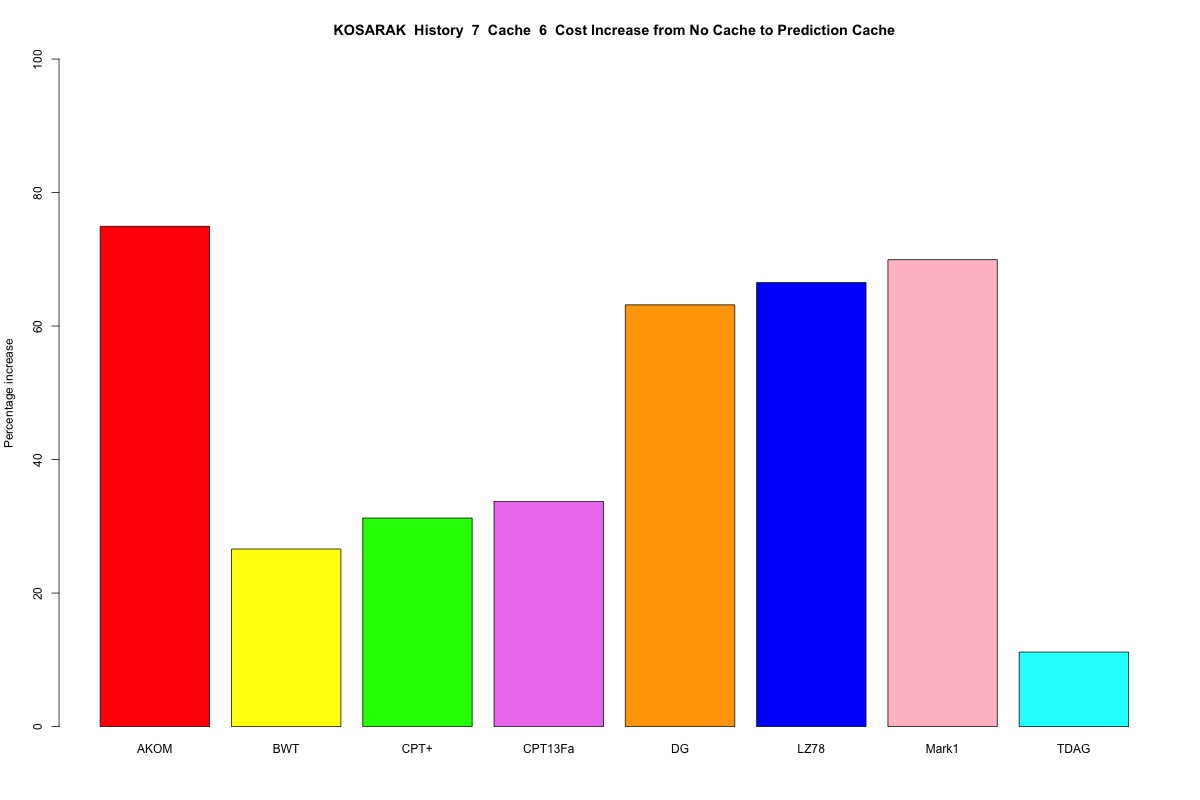 KOSARAK  History  7  Cache  6  Cost Increase from No Cache to Prediction Cache
100
80
60
40
20
0
Percentage increase
AKOM BWT CPT+ CPT13Fa DG LZ78 Mark1 TDAG